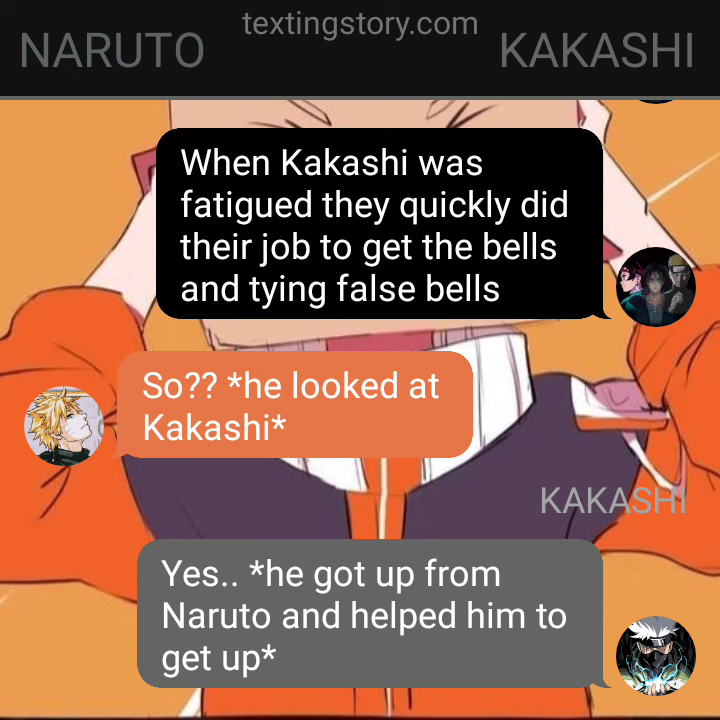 textingstory.com
NARUTO
KAKASHI
When Kakashi was
fatigued they quickly did
their job to get the bells
and tying false bells
So?? *he looked at
Kakashi*
KAKASHI
Yes.. *he got up from
Naruto and helped him to
get up*